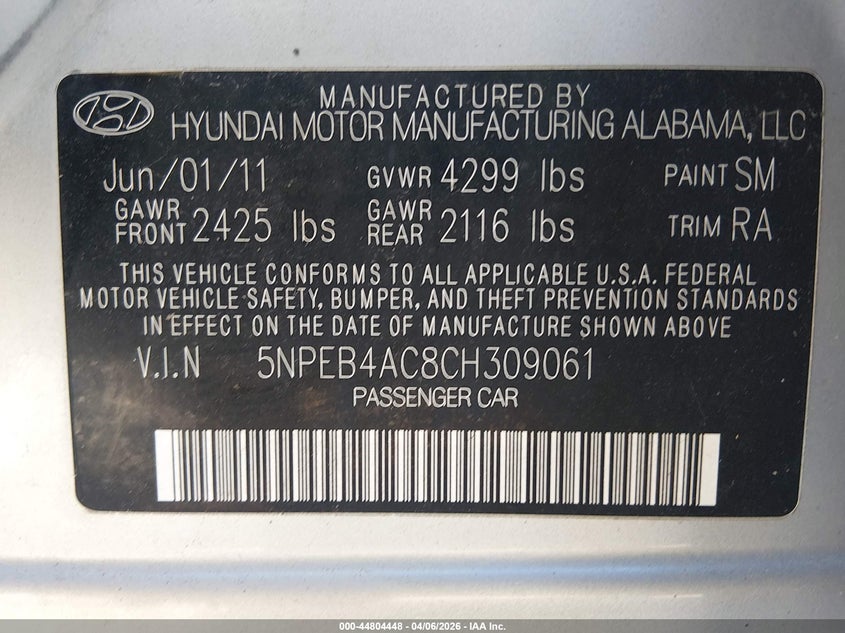 MANUFACTURED BY
HYUNDAI MOTOR MANUFACTURING ALABAMA, LLC
Jun/01/11 GVWR 4299 lbs PAINT SM
GAWR FRONT 2425 lbs GAWR REAR 2116 lbs TRIM RA
THIS VEHICLE CONFORMS TO ALL APPLICABLE U.S.A. FEDERAL
MOTOR VEHICLE SAFETY, BUMPER, AND THEFT PREVENTION STANDARDS
IN EFFECT ON THE DATE OF MANUFACTURE SHOWN ABOVE
V.I.N 5NPEB4AC8CH309061
PASSENGER CAR
000-44804448 - 04/06/2026 - IAA Inc.